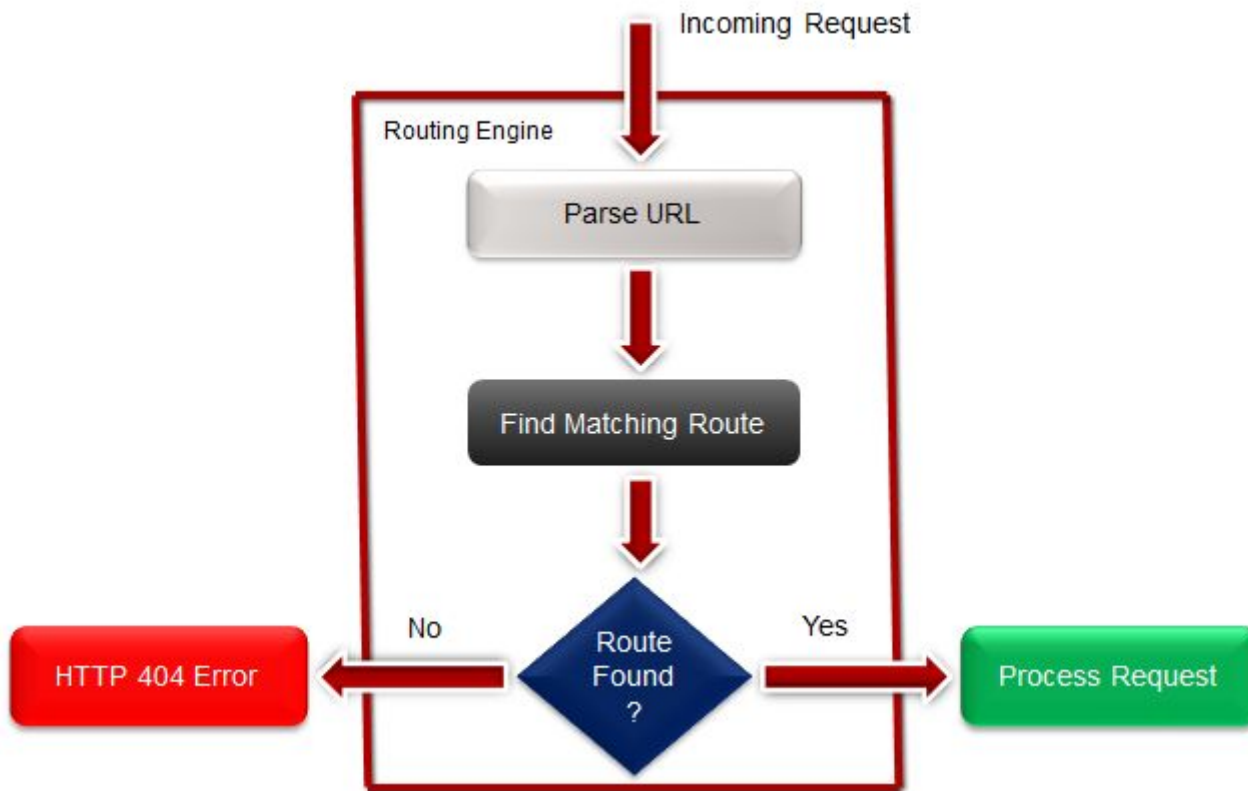 Incoming Request
Routing Engine
Parse URL
Find Matching Route
No
Yes
HTTP 404 Error
Route
Found
?
Process Request